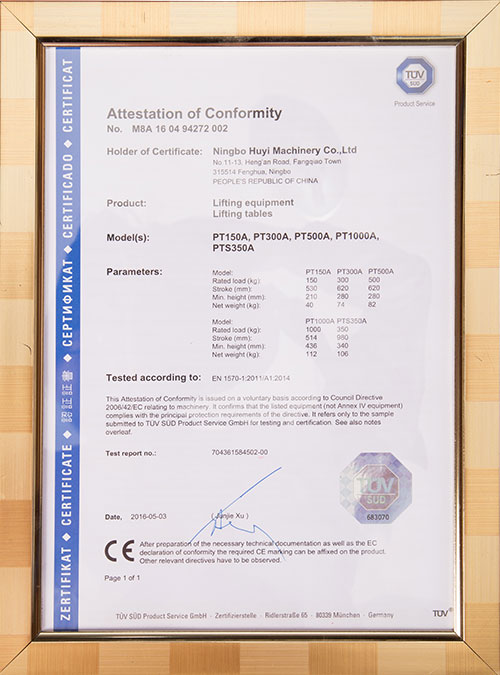 TÜV
SÜD
Product Service
Attestation of Conformity
No. M8A 16 04 94272 002
Holder of Certificate: Ningbo Huyi Machinery Co.,Ltd
No 11-13, Heng'an Road, Fangqiao Town
315514 Fenghua, Ningbo
PEOPLE'S REPUBLIC OF CHINA
Product: Lifting equipment
Lifting tables
Model(s): PT150A, PT300A, PT500A, PT1000A,
PTS350A
Parameters: Model: PT150A PT300A PT500A
Rated load (kg): 150 300 500
Stroke (mm): 530 620 620
Min. height (mm): 210 280 280
Net weight (kg): 40 74 82
Model: PT1000A PTS350A
Rated load (kg): 1000 350
Stroke (mm): 514 980
Min. height (mm): 436 340
Net weight (kg): 112 106
Tested according to: EN 1570-1:2011/A1:2014
This Attestation of Conformity is issued on a voluntary basis according to Council Directive
2006/42/EC relating to machinery. It confirms that the listed equipment (not Annex IV equipment)
complies with the principal protection requirements of the directive. It refers only to the sample
submitted to TÜV SÜD Product Service GmbH for testing and certification. See also notes
overleaf.
Test report no.: 704361584502-00
TÜV
SÜD
683070
Date, 2016-05-03 ( Jianjie Xu )
CE After preparation of the necessary technical documentation as well as the EC
declaration of conformity the required CE marking can be affixed on the product.
Other relevant directives have to be observed.
Page 1 of 1
TÜV SÜD Product Service GmbH · Zertifizierstelle · Ridlerstraße 65 · 80339 München · Germany
TÜV®
ZERTIFIKAT ◆ CERTIFICATE ◆ 認証証書 ◆ СЕРТИФИКАТ ◆ CERTIFICADO ◆ CERTIFICAT